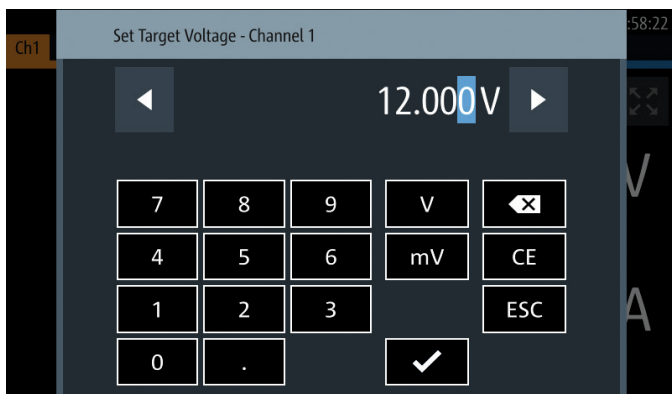 :58:22
Ch1
Set Target Voltage - Channel 1
12.000 V
V
7 8 9 V
4 5 6 mV CE
1 2 3 ESC
A
0 .